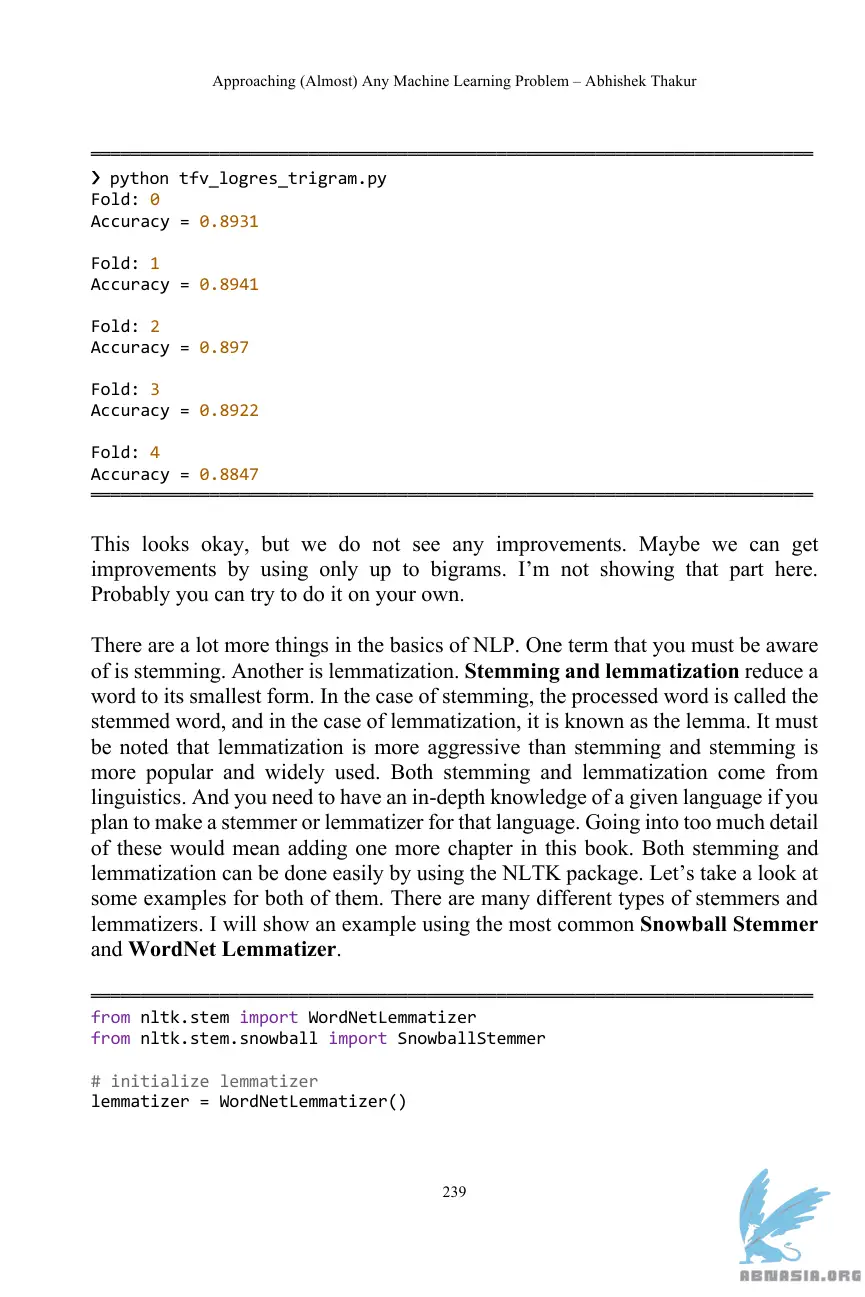 Approaching (Almost) Any Machine Learning Problem – Abhishek Thakur
❯ python tfv_logres_trigram.py
Fold: 0
Accuracy = 0.8931
Fold: 1
Accuracy = 0.8941
Fold: 2
Accuracy = 0.897
Fold: 3
Accuracy = 0.8922
Fold: 4
Accuracy = 0.8847
This looks okay, but we do not see any improvements. Maybe we can get
improvements by using only up to bigrams. I’m not showing that part here.
Probably you can try to do it on your own.
There are a lot more things in the basics of NLP. One term that you must be aware
of is stemming. Another is lemmatization. Stemming and lemmatization reduce a
word to its smallest form. In the case of stemming, the processed word is called the
stemmed word, and in the case of lemmatization, it is known as the lemma. It must
be noted that lemmatization is more aggressive than stemming and stemming is
more popular and widely used. Both stemming and lemmatization come from
linguistics. And you need to have an in-depth knowledge of a given language if you
plan to make a stemmer or lemmatizer for that language. Going into too much detail
of these would mean adding one more chapter in this book. Both stemming and
lemmatization can be done easily by using the NLTK package. Let’s take a look at
some examples for both of them. There are many different types of stemmers and
lemmatizers. I will show an example using the most common Snowball Stemmer
and WordNet Lemmatizer.
from nltk.stem import WordNetLemmatizer
from nltk.stem.snowball import SnowballStemmer
# initialize lemmatizer
lemmatizer = WordNetLemmatizer()
239
ABNASIA.ORG